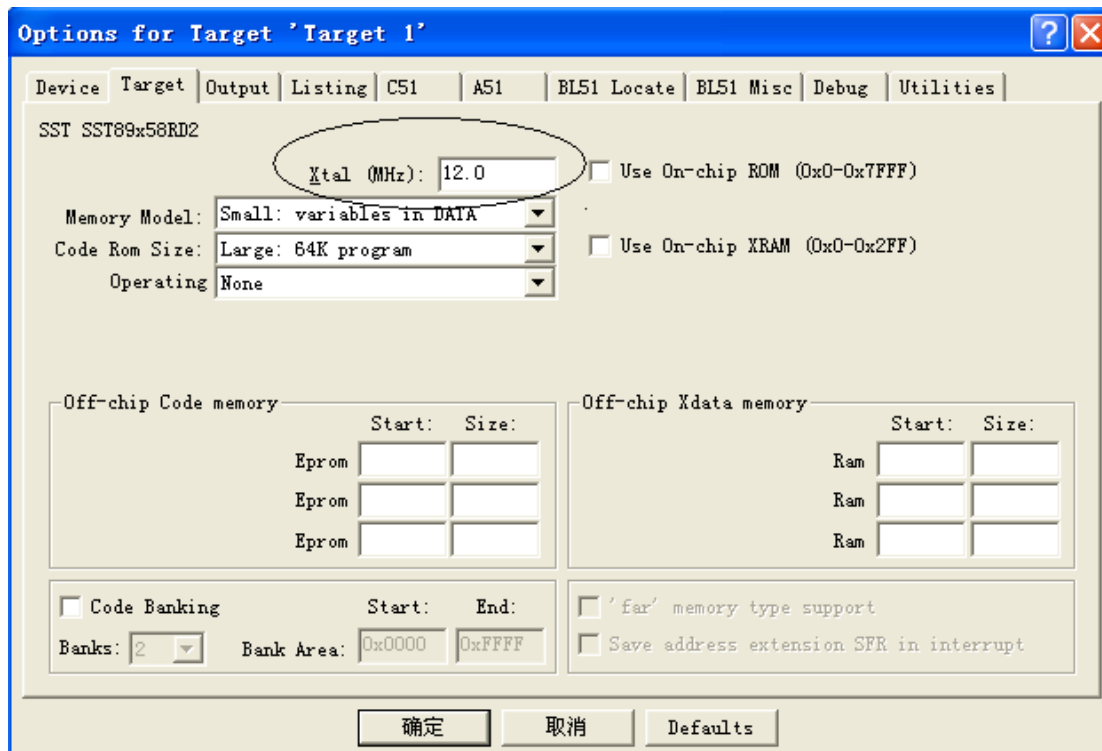 Options for Target 'Target 1'
Device Target Output Listing C51 A51 BL51 Locate BL51 Misc Debug Utilities
SST SST89x58RD2
Xtal (MHz): 12.0 Use On-chip ROM (0x0-0x7FFF)
Memory Model: Small: variables in DATA
Code Rom Size: Large: 64K program Use On-chip XRAM (0x0-0x2FF)
Operating None
Off-chip Code memory
Start: Size:
Eprom
Eprom
Eprom
Off-chip Xdata memory
Start: Size:
Ram
Ram
Ram
Code Banking Start: End:
Banks: 2 Bank Area: 0x0000 0xFFFF
'far' memory type support
Save address extension SFR in interrupt
确定 取消 Defaults